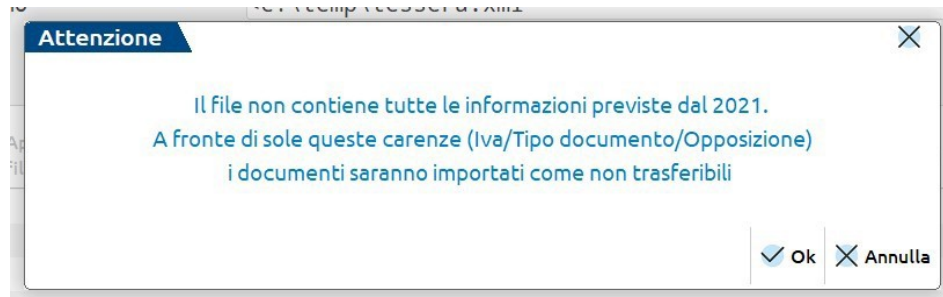 Attenzione
Il file non contiene tutte le informazioni previste dal 2021.
A fronte di sole queste carenze (Iva/Tipo documento/Opposizione)
i documenti saranno importati come non trasferibili
Ok Annulla